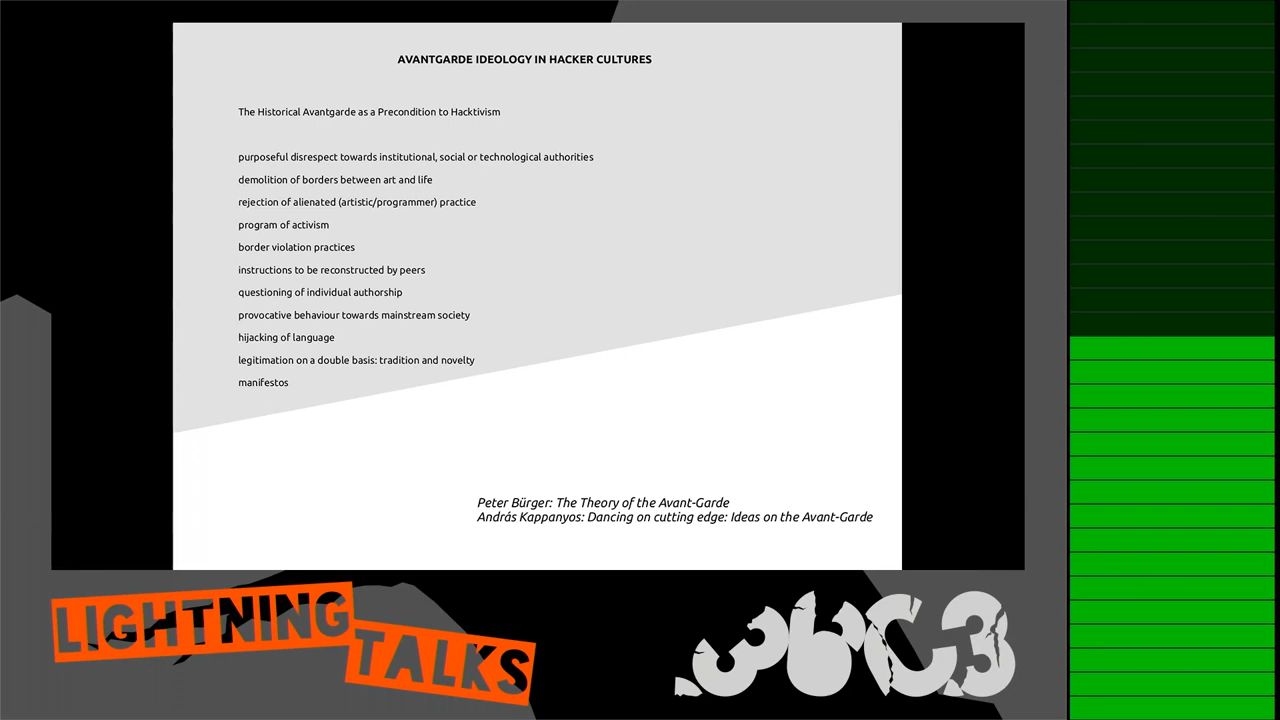 AVANTGARDE IDEOLOGY IN HACKER CULTURES
The Historical Avantgarde as a Precondition to Hacktivism
purposeful disrespect towards institutional, social or technological authorities
demolition of borders between art and life
rejection of alienated (artistic/programmer) practice
program of activism
border violation practices
instructions to be reconstructed by peers
questioning of individual authorship
provocative behaviour towards mainstream society
hijacking of language
legitimation on a double basis: tradition and novelty
manifestos
Peter Bürger: The Theory of the Avant-Garde
András Kappanyos: Dancing on cutting edge: Ideas on the Avant-Garde
LIGHTNING
TALKS
.36C3